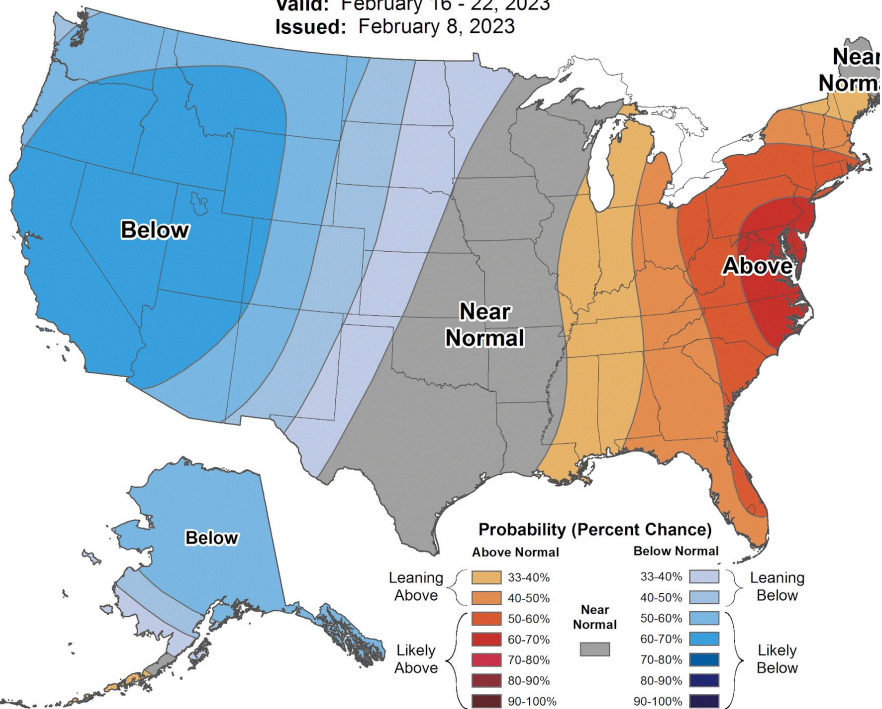 Valid: February 16 - 22, 2023
Issued: February 8, 2023
Near
Below
Above
Near
Normal
Below
Probability (Percent Chance)
Above Normal
Below Normal
Leaning
Above
33-40%
40-50%
Likely
Above
50-60%
60-70%
70-80%
80-90%
90-100%
Near
Normal
33-40%
40-50%
Leaning
Below
50-60%
60-70%
70-80%
80-90%
90-100%
Likely
Below